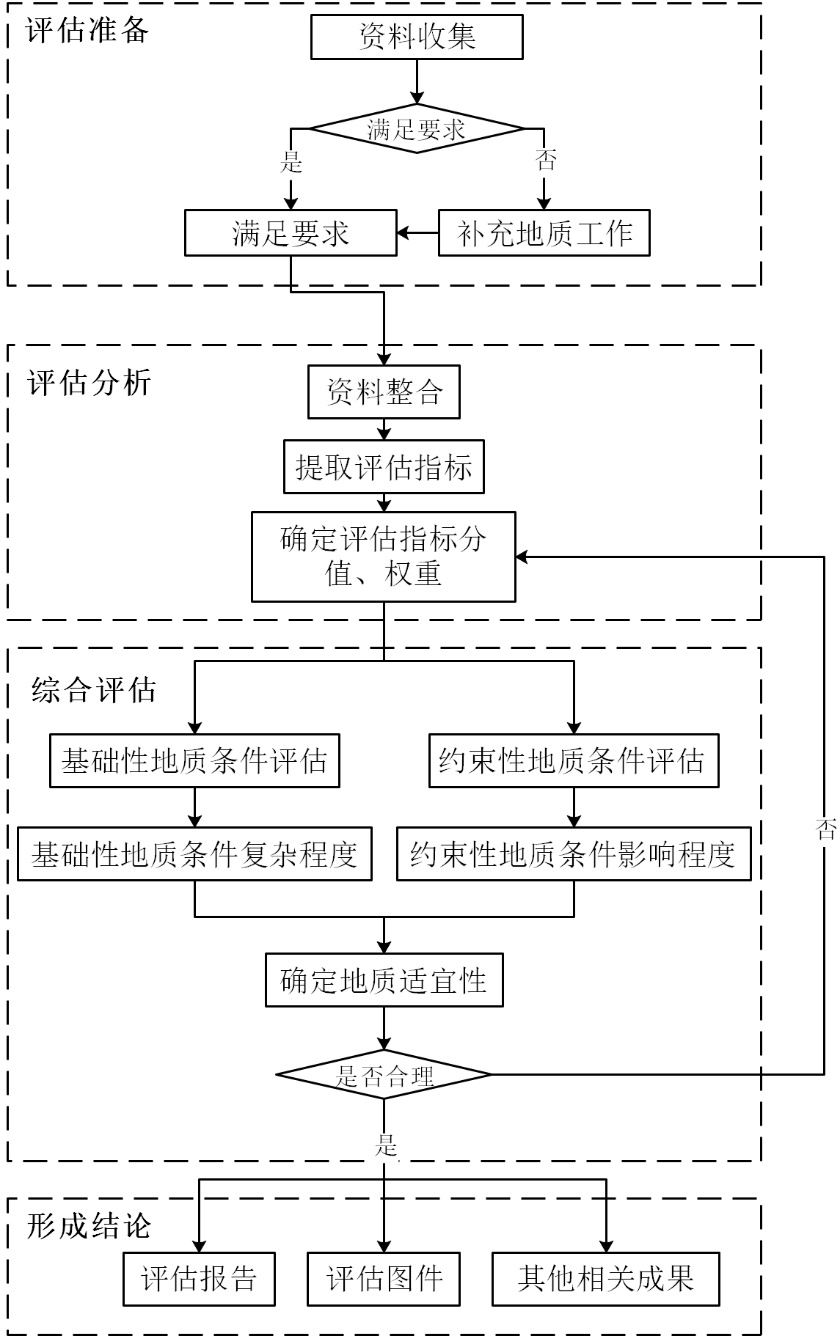 评估准备
资料收集
满足要求
是
否
满足要求
补充地质工作
评估分析
资料整合
提取评估指标
确定评估指标分
值、权重
综合评估
基础性地质条件评估
约束性地质条件评估
否
基础性地质条件复杂程度
约束性地质条件影响程度
确定地质适宜性
是否合理
是
形成结论
评估报告
评估图件
其他相关成果